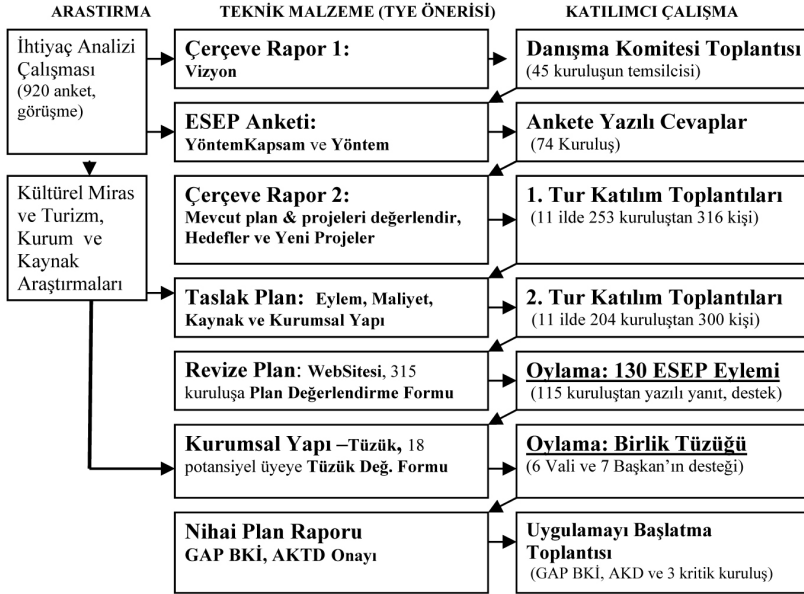 ARASTIRMA
TEKNİK MALZEME (TYE ÖNERİSİ)
KATILIMCI ÇALIŞMA
İhtiyaç Analizi
Çalışması
(920 anket,
görüşme)
Çerçeve Rapor 1:
Vizyon
Danışma Komitesi Toplantısı
(45 kuruluşun temsilcisi)
ESEP Anketi:
YöntemKapsam ve Yöntem
Ankete Yazılı Cevaplar
(74 Kuruluş)
Kültürel Miras
ve Turizm,
Kurum ve
Kaynak
Araştırmaları
Çerçeve Rapor 2:
Mevcut plan & projeleri değerlendir,
Hedefler ve Yeni Projeler
1. Tur Katılım Toplantıları
(11 ilde 253 kuruluştan 316 kişi)
Taslak Plan: Eylem, Maliyet,
Kaynak ve Kurumsal Yapı
2. Tur Katılım Toplantıları
(11 ilde 204 kuruluştan 300 kişi)
Revize Plan: WebSitesi, 315
kuruluşa Plan Değerlendirme Formu
Oylama: 130 ESEP Eylemi
(115 kuruluştan yazılı yanıt, destek)
Kurumsal Yapı –Tüzük, 18
potansiyel üyeye Tüzük Değ. Formu
Oylama: Birlik Tüzüğü
(6 Vali ve 7 Başkan’ın desteği)
Nihai Plan Raporu
GAP BKİ, AKTD Onayı
Uygulamayı Başlatma
Toplantısı
(GAP BKİ, AKD ve 3 kritik kuruluş)